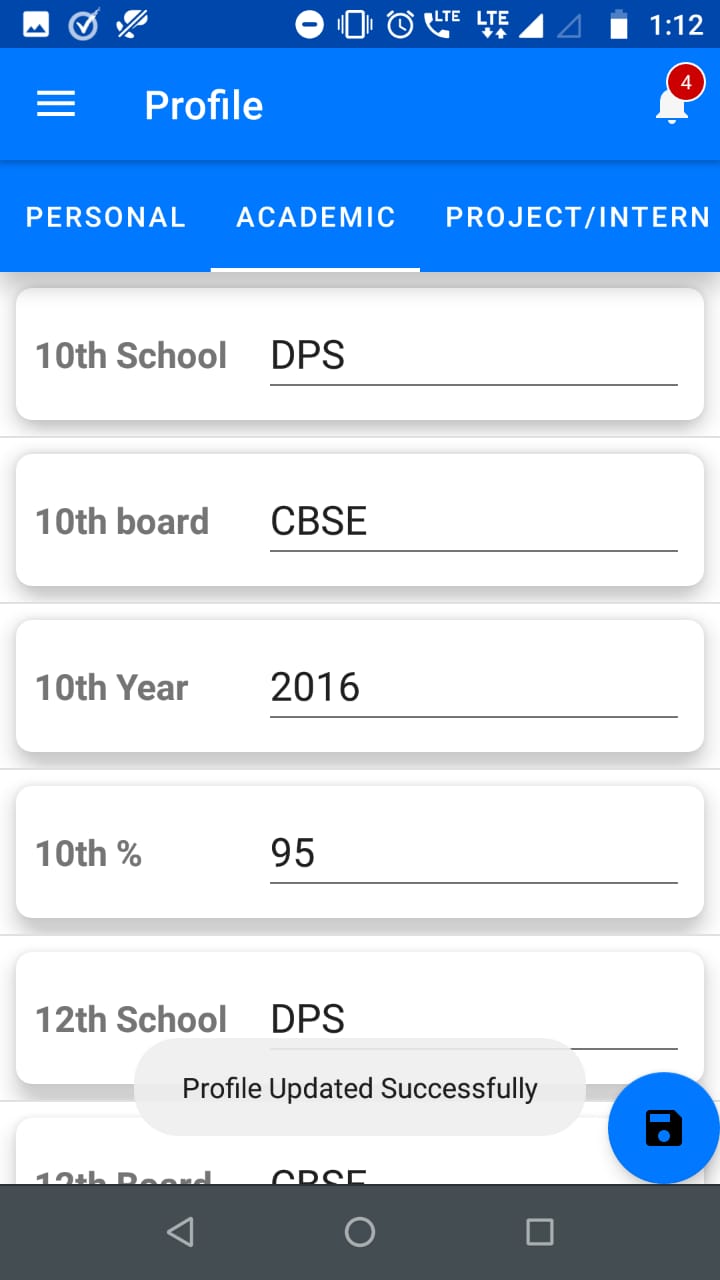 LTE LTE 1:12
Profile
4
PERSONAL ACADEMIC PROJECT/INTERN
10th School DPS
10th board CBSE
10th Year 2016
10th % 95
12th School DPS
Profile Updated Successfully
12th Board CBSE